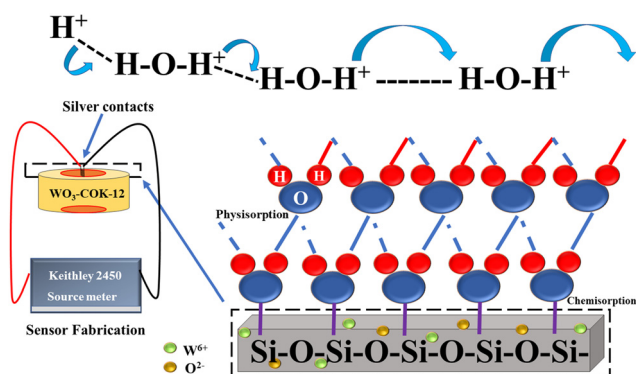 H⁺
H-O-H⁺
H-O-H⁺ ------- H-O-H⁺
Silver contacts
WO₃-COK-12
Keithley 2450
Source meter
Sensor Fabrication
H H
O
Physisorption
Chemisorption
Si-O-Si-O-Si-O-Si-O-Si-
W⁶⁺
O²⁻